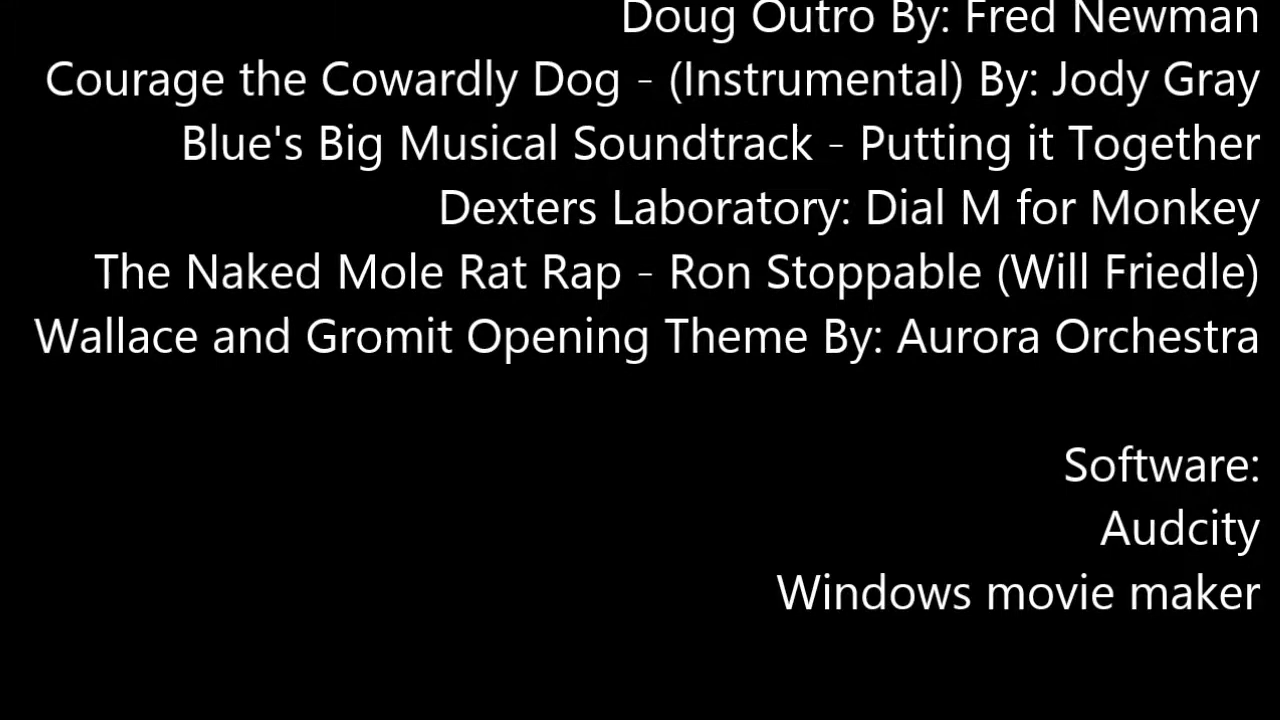 Doug Outro By: Fred Newman
Courage the Cowardly Dog - (Instrumental) By: Jody Gray
Blue's Big Musical Soundtrack - Putting it Together
Dexters Laboratory: Dial M for Monkey
The Naked Mole Rat Rap - Ron Stoppable (Will Friedle)
Wallace and Gromit Opening Theme By: Aurora Orchestra
Software:
Audcity
Windows movie maker